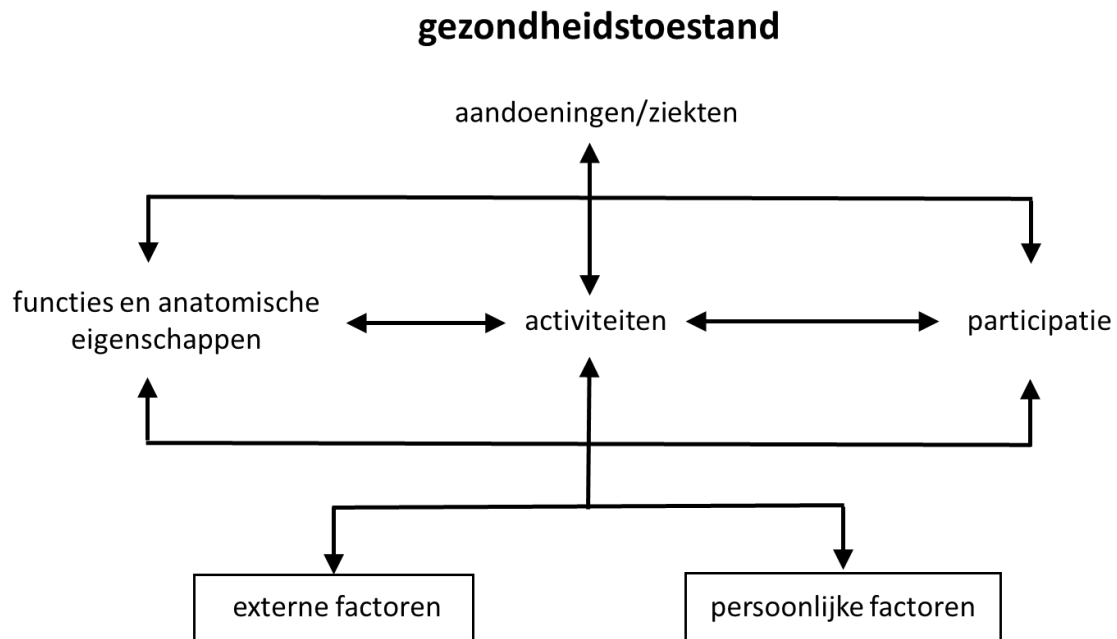 gezondheidstoestand
aandoeningen/ziekten
functies en anatomische
eigenschappen
activiteiten
participatie
externe factoren
persoonlijke factoren